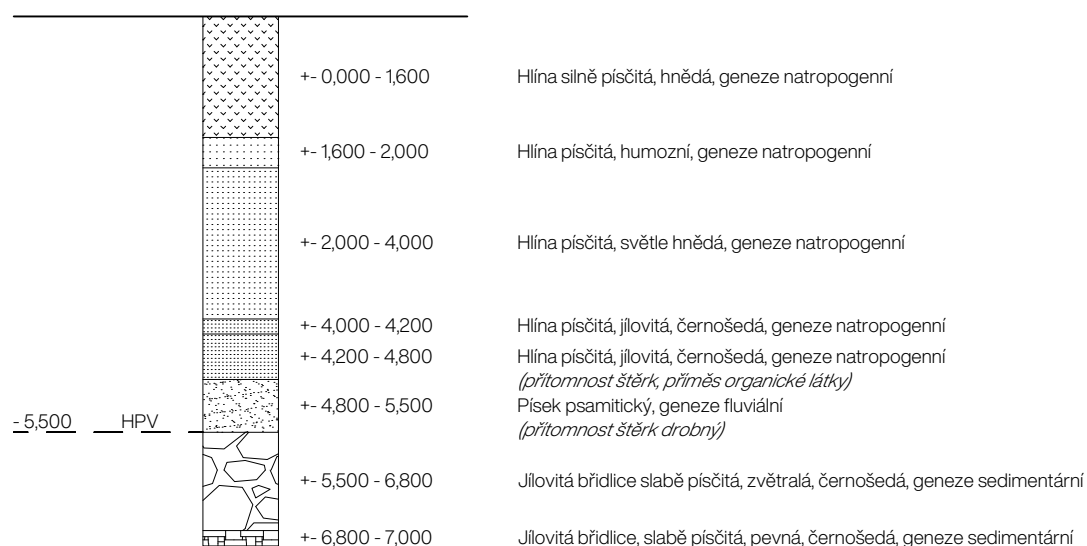 +- 0,000 - 1,600 Hlína silně písčitá, hnědá, geneze natropogenní
+- 1,600 - 2,000 Hlína písčitá, humozní, geneze natropogenní
+- 2,000 - 4,000 Hlína písčitá, světle hnědá, geneze natropogenní
+- 4,000 - 4,200 Hlína písčitá, jílovitá, černošedá, geneze natropogenní
+- 4,200 - 4,800 Hlína písčitá, jílovitá, černošedá, geneze natropogenní
(přítomnost štěrk, příměs organické látky)
+- 4,800 - 5,500 Písek psamitický, geneze fluviální
- 5,500 HPV (přítomnost štěrk drobný)
+- 5,500 - 6,800 Jílovitá břidlice slabě písčitá, zvětralá, černošedá, geneze sedimentární
+- 6,800 - 7,000 Jílovitá břidlice, slabě písčitá, pevná, černošedá, geneze sedimentární